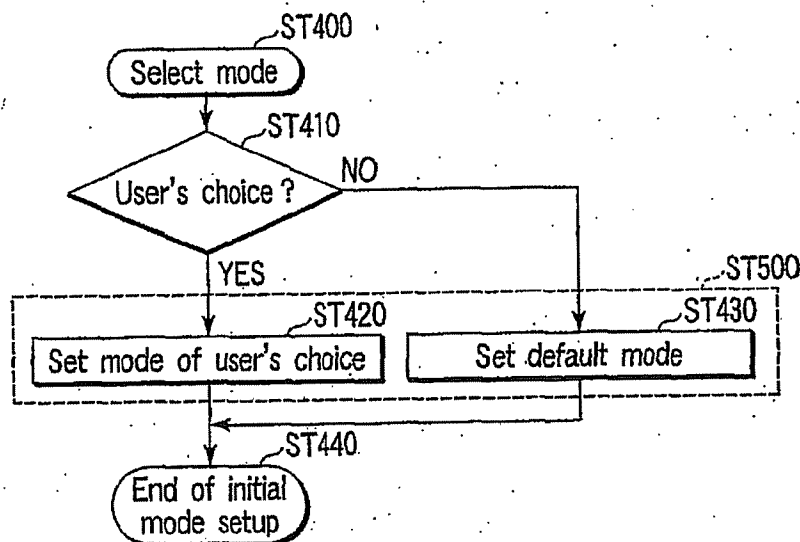 ST400
Select mode
ST410
User's choice ?
NO
YES
ST500
ST420
ST430
Set mode of user's choice
Set default mode
ST440
End of initial
mode setup